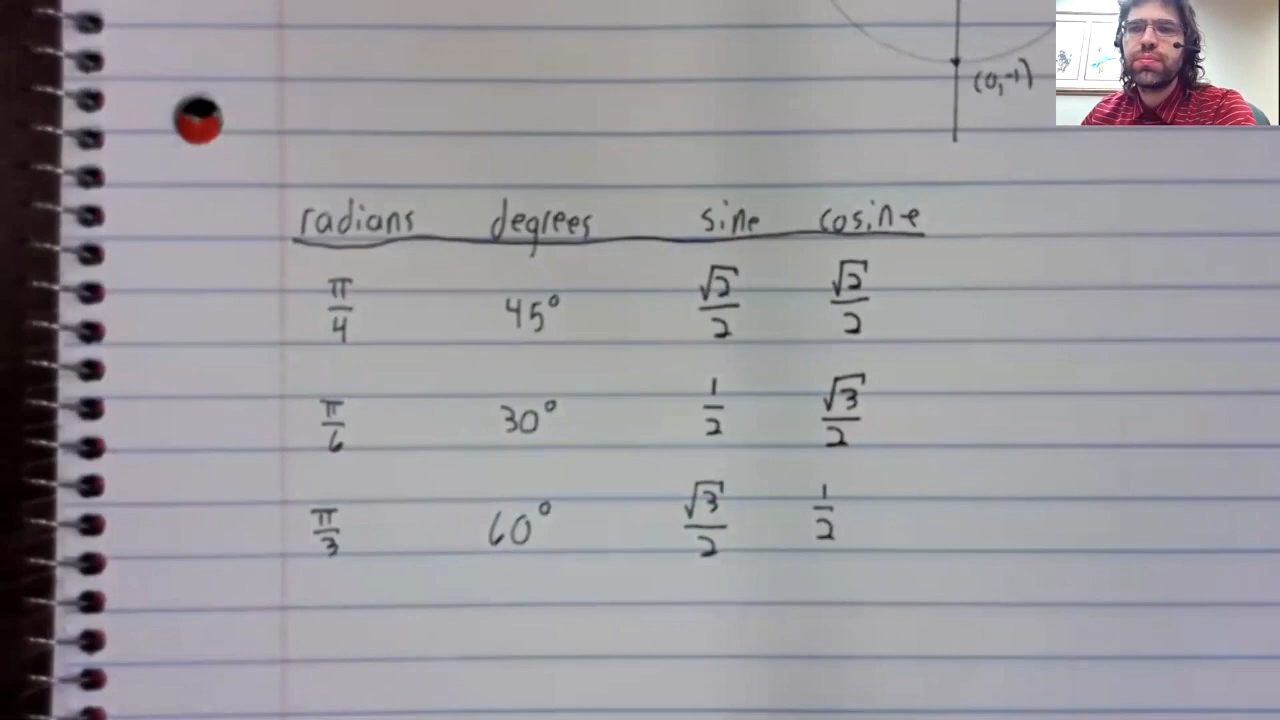 (0,-1)
radians degrees sine cosine
π/4 45° √2/2 √2/2
π/6 30° 1/2 √3/2
π/3 60° √3/2 1/2